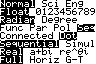 Normal Sci Eng
Float 0123456789
Radian Degree
Func Par Pol Seq
Connected Dot
Sequential Simul
Real a+bi re^θi
Full Horiz G-T